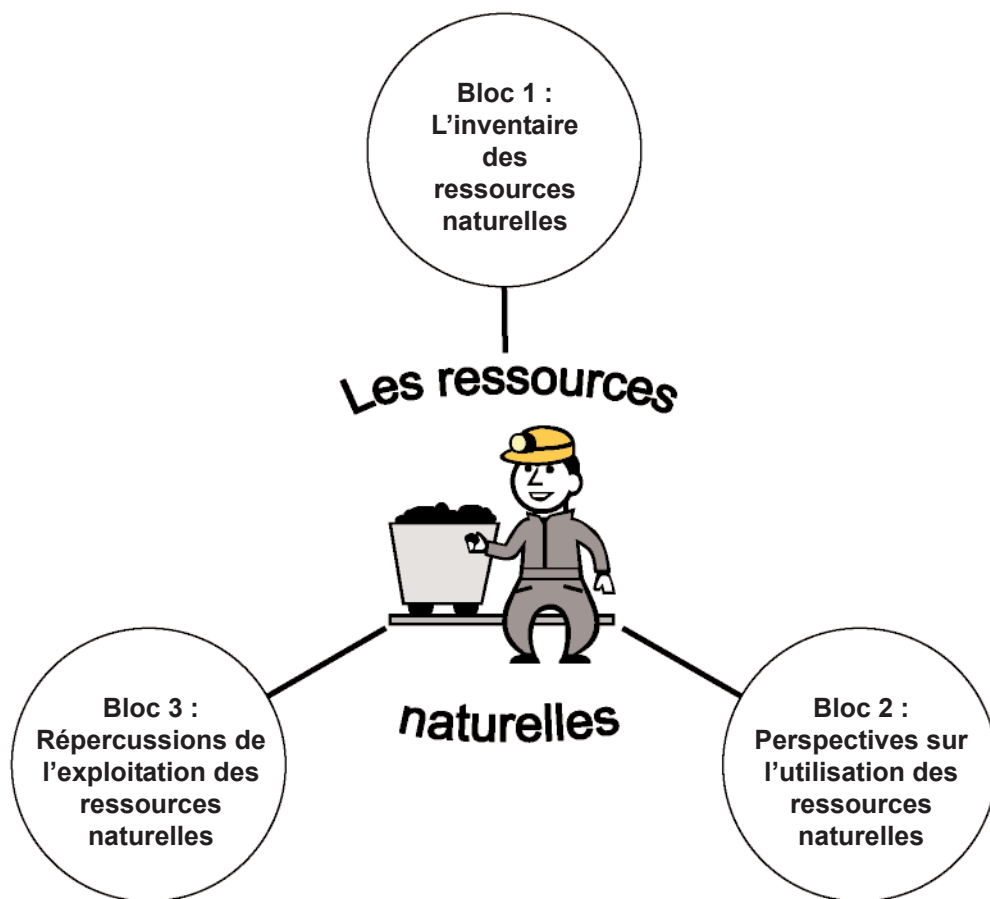 Bloc 1 :
L'inventaire
des
ressources
naturelles
Les ressources
naturelles
Bloc 3 :
Répercussions de
l'exploitation des
ressources
naturelles
Bloc 2 :
Perspectives sur
l'utilisation des
ressources
naturelles